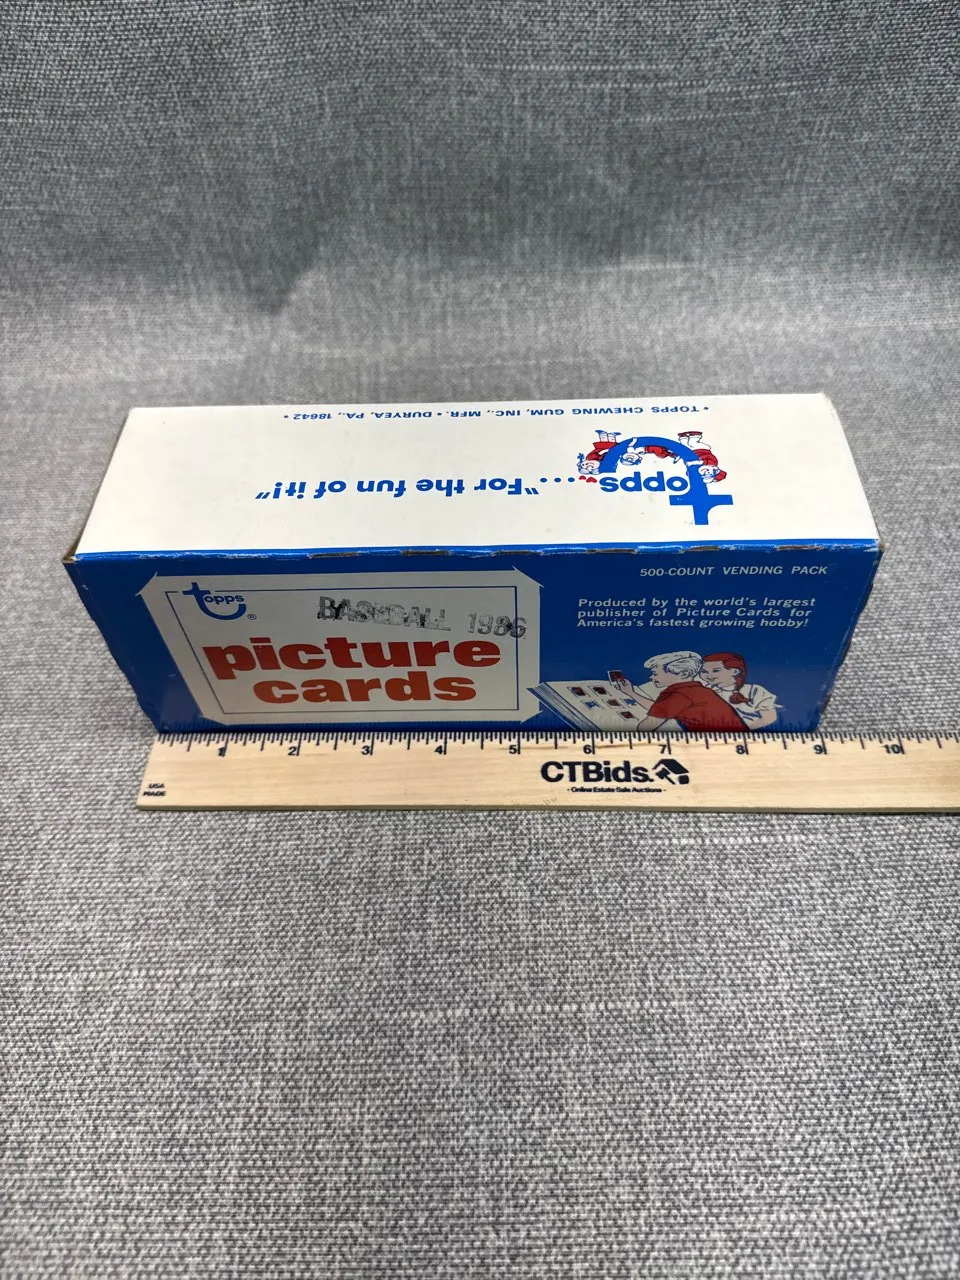 • TOPPS CHEWING GUM, INC., MFR. • DURYEA, PA., 18642 •
topps...."For the fun of it!"
500-COUNT VENDING PACK
topps ®
BASEBALL 1986
picture
cards
Produced by the world's largest
publisher of Picture Cards for
America's fastest growing hobby!
1 2 3 4 5 6 7 8 9 10
CTBids.
- Online Estate Sale Auctions -
USA
MADE